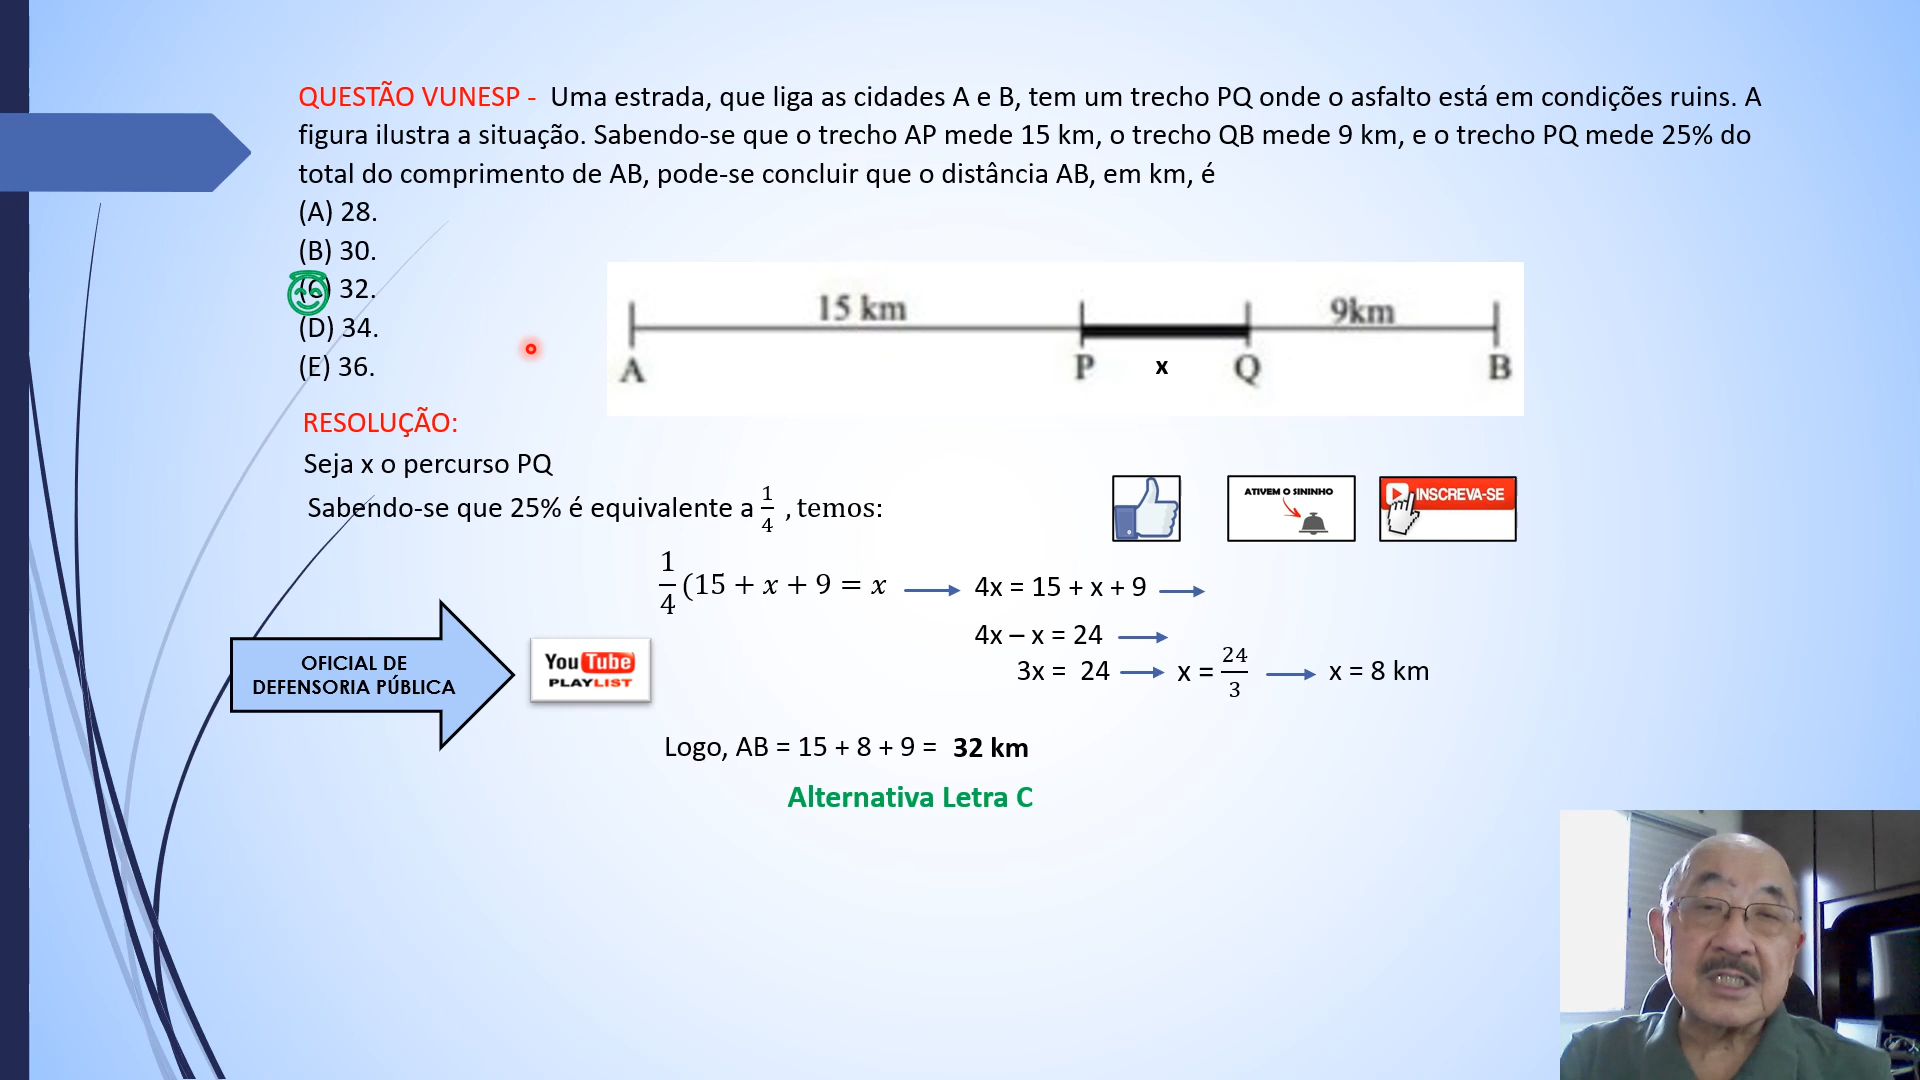 QUESTÃO VUNESP - Uma estrada, que liga as cidades A e B, tem um trecho PQ onde o asfalto está em condições ruins. A
figura ilustra a situação. Sabendo-se que o trecho AP mede 15 km, o trecho QB mede 9 km, e o trecho PQ mede 25% do
total do comprimento de AB, pode-se concluir que o distância AB, em km, é
(A) 28.
(B) 30.
(C) 32.
(D) 34.
(E) 36.
15 km 9km
A P x Q B
RESOLUÇÃO:
Seja x o percurso PQ
Sabendo-se que 25% é equivalente a 1/4 , temos:
ATIVEM O SININHO
INSCREVA-SE
1/4 (15 + x + 9 = x
4x = 15 + x + 9
4x – x = 24
3x = 24
x = 24/3
x = 8 km
OFICIAL DE
DEFENSORIA PÚBLICA
YouTube
PLAYLIST
Logo, AB = 15 + 8 + 9 = 32 km
Alternativa Letra C